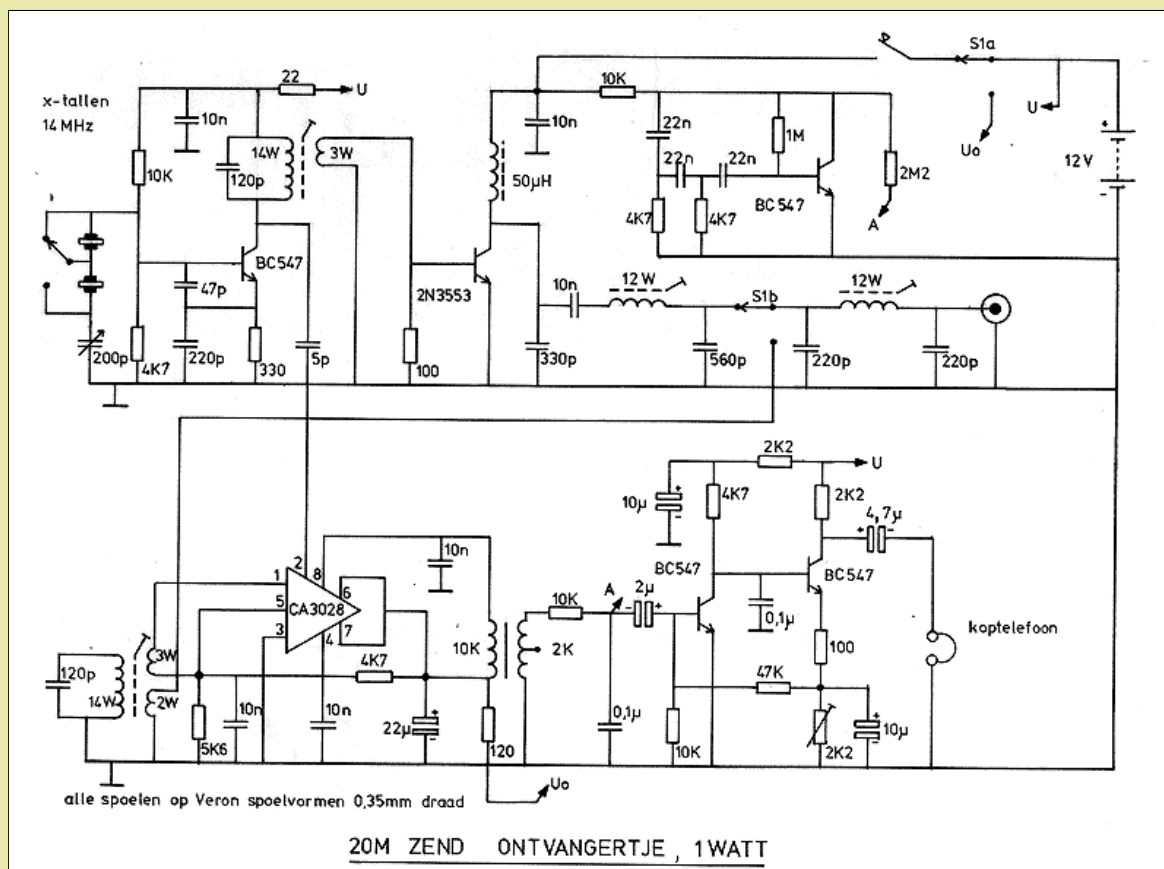 x-tallen
14 MHz
22
U
10n
14W
120p
3W
10K
BC547
47p
200p
4K7
220p
330
5p
100
2N3553
50µH
10n
10K
22n
22n
22n
1M
4K7
4K7
BC547
2M2
A
S1a
U
Uo
+
12V
-
10n
12W
S1b
12W
330p
560p
220p
220p
2K2
U
10µ
+
-
4K7
2K2
4,7µ
+
-
BC547
BC547
0,1µ
100
koptelefoon
10n
1
2
8
6
5
CA3028
7
3
4
10K
2K
10K
A
2µ
-
+
47K
120p
14W
3W
2W
4K7
10n
5K6
10n
22µ
+
-
120
0,1µ
10K
2K2
10µ
+
-
Uo
alle spoelen op Veron spoelvormen 0,35mm draad
20M ZEND ONTVANGERTJE, 1WATT